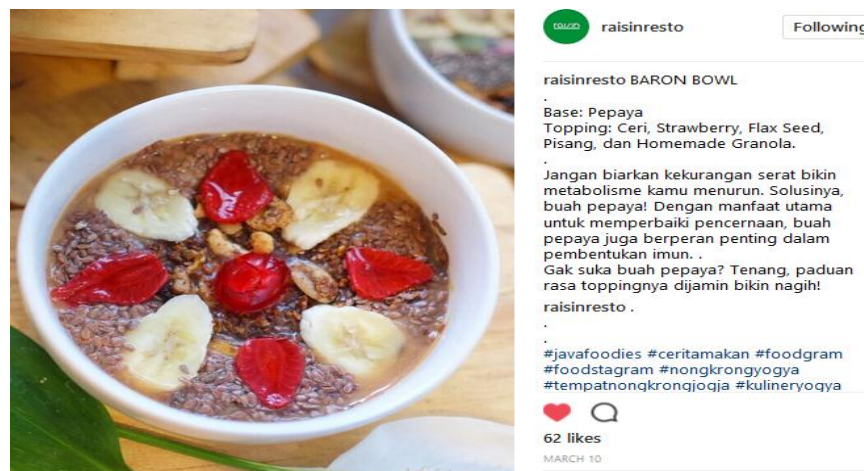 raisin
raisinresto
Following
raisinresto BARON BOWL
.
Base: Pepaya
Topping: Ceri, Strawberry, Flax Seed,
Pisang, dan Homemade Granola.
.
Jangan biarkan kekurangan serat bikin
metabolisme kamu menurun. Solusinya,
buah pepaya! Dengan manfaat utama
untuk memperbaiki pencernaan, buah
pepaya juga berperan penting dalam
pembentukan imun. .
Gak suka buah pepaya? Tenang, paduan
rasa toppingnya dijamin bikin nagih!
raisinresto .
.
.
#javafoodies #ceritamakan #foodgram
#foodstagram #nongkrongyogya
#tempatnongkrongjogja #kulineryogya
62 likes
MARCH 10